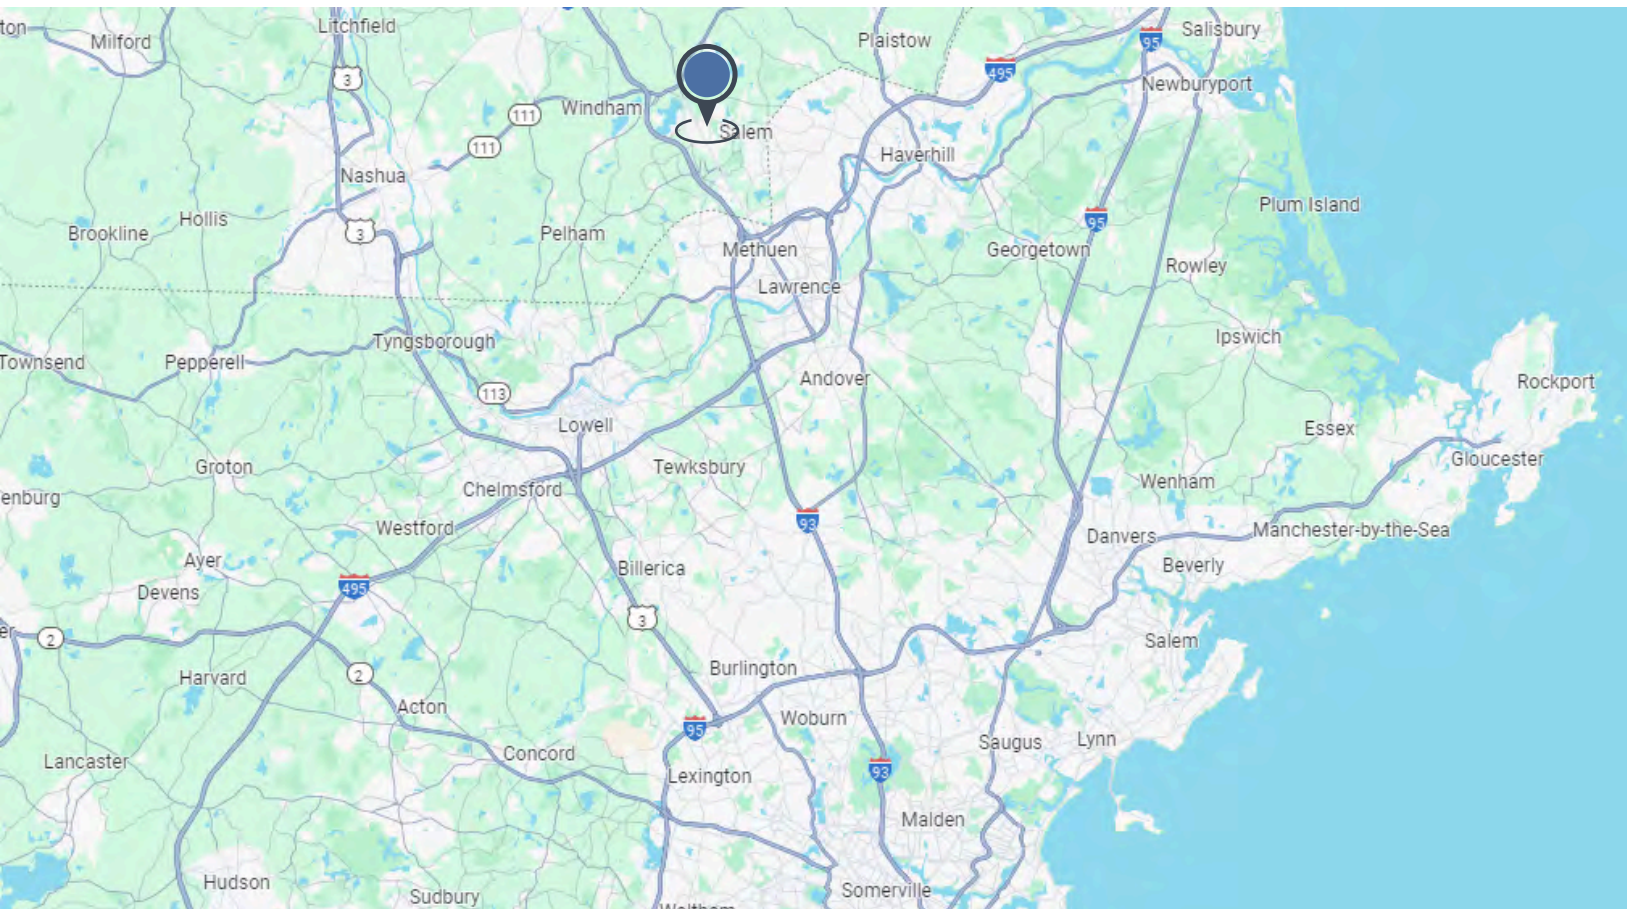 Litchfield
Salisbury
ton
Milford
Plaistow
95
495
3
Newburyport
Windham
111
Salem
111
Haverhill
Nashua
Plum Island
Hollis
95
Brookline
3
Pelham
Methuen
Georgetown
Rowley
Lawrence
Ipswich
Tyngsborough
Townsend
Pepperell
Andover
Rockport
113
Lowell
Essex
Gloucester
Groton
Tewksbury
Wenham
Chelmsford
enburg
93
Westford
Manchester-by-the-Sea
Danvers
Ayer
Billerica
Beverly
495
Devens
3
er
2
Salem
Burlington
2
Harvard
Acton
Woburn
95
Saugus
Lynn
Concord
Lancaster
93
Lexington
Malden
Hudson
Somerville
Sudbury